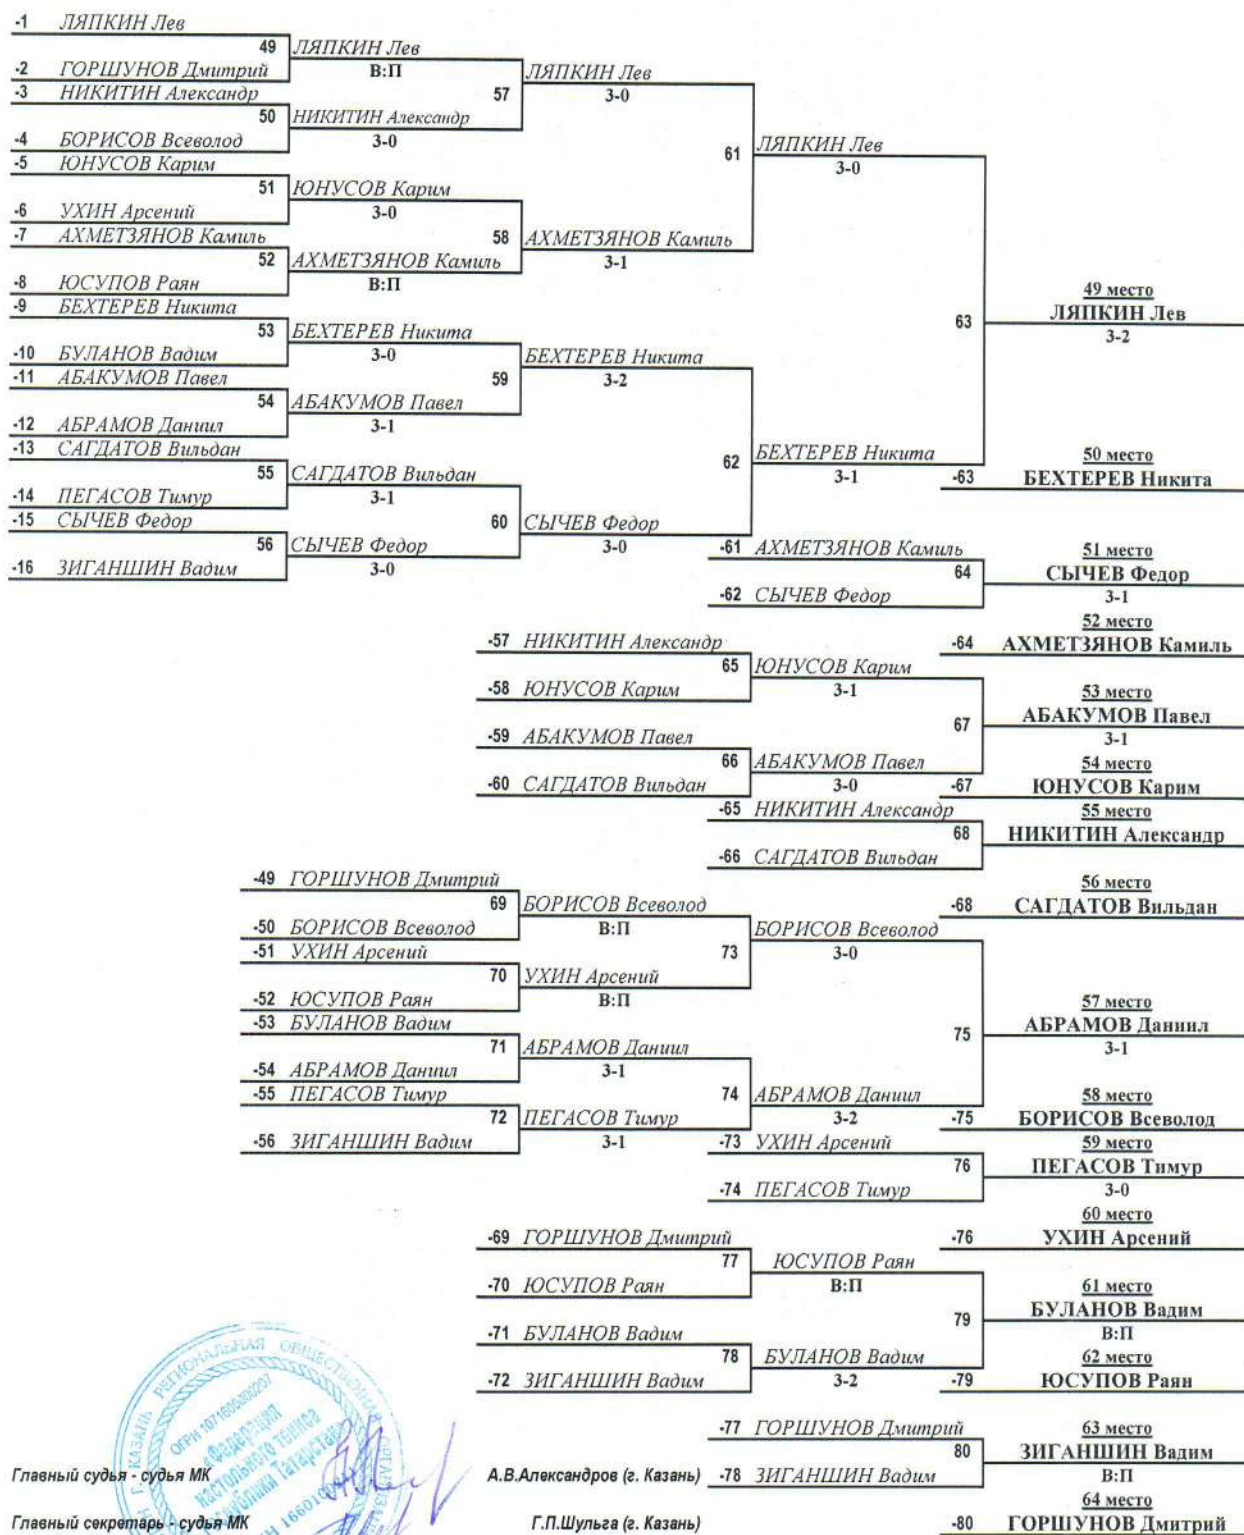 -1 ЛЯПКИН Лев
49 ЛЯПКИН Лев
-2 ГОРШУНОВ Дмитрий В:П
ЛЯПКИН Лев
-3 НИКИТИН Александр 57 3-0
50 НИКИТИН Александр
-4 БОРИСОВ Всеволод 3-0
61 ЛЯПКИН Лев
3-0
-5 ЮНУСОВ Карим
51 ЮНУСОВ Карим
-6 УХИН Арсений 3-0
58 АХМЕТЗЯНОВ Камиль
3-1
-7 АХМЕТЗЯНОВ Камиль
52 АХМЕТЗЯНОВ Камиль
-8 ЮСУПОВ Раян В:П
49 место
63 ЛЯПКИН Лев
3-2
-9 БЕХТЕРЕВ Никита
53 БЕХТЕРЕВ Никита
-10 БУЛАНОВ Вадим 3-0
59 БЕХТЕРЕВ Никита
3-2
-11 АБАКУМОВ Павел
54 АБАКУМОВ Павел
-12 АБРАМОВ Даниил 3-1
62 БЕХТЕРЕВ Никита
3-1
50 место
-63 БЕХТЕРЕВ Никита
-13 САГДАТОВ Вильдан
55 САГДАТОВ Вильдан
-14 ПЕГАСОВ Тимур 3-1
60 СЫЧЕВ Федор
3-0
-15 СЫЧЕВ Федор
56 СЫЧЕВ Федор
-16 ЗИГАНШИН Вадим 3-0
-61 АХМЕТЗЯНОВ Камиль 51 место
64 СЫЧЕВ Федор
-62 СЫЧЕВ Федор 3-1
52 место
-64 АХМЕТЗЯНОВ Камиль
-57 НИКИТИН Александр
65 ЮНУСОВ Карим
-58 ЮНУСОВ Карим 3-1
53 место
67 АБАКУМОВ Павел
3-1
-59 АБАКУМОВ Павел
66 АБАКУМОВ Павел
-60 САГДАТОВ Вильдан 3-0
54 место
-67 ЮНУСОВ Карим
-65 НИКИТИН Александр 55 место
68 НИКИТИН Александр
-66 САГДАТОВ Вильдан
56 место
-68 САГДАТОВ Вильдан
-49 ГОРШУНОВ Дмитрий
69 БОРИСОВ Всеволод
-50 БОРИСОВ Всеволод В:П
73 БОРИСОВ Всеволод
3-0
-51 УХИН Арсений
70 УХИН Арсений
-52 ЮСУПОВ Раян В:П
57 место
75 АБРАМОВ Даниил
3-1
-53 БУЛАНОВ Вадим
71 АБРАМОВ Даниил
-54 АБРАМОВ Даниил 3-1
74 АБРАМОВ Даниил
3-2
58 место
-75 БОРИСОВ Всеволод
-55 ПЕГАСОВ Тимур
72 ПЕГАСОВ Тимур
-56 ЗИГАНШИН Вадим 3-1
-73 УХИН Арсений 59 место
76 ПЕГАСОВ Тимур
-74 ПЕГАСОВ Тимур 3-0
60 место
-76 УХИН Арсений
-69 ГОРШУНОВ Дмитрий
77 ЮСУПОВ Раян
-70 ЮСУПОВ Раян В:П
61 место
79 БУЛАНОВ Вадим
В:П
-71 БУЛАНОВ Вадим
78 БУЛАНОВ Вадим
-72 ЗИГАНШИН Вадим 3-2
62 место
-79 ЮСУПОВ Раян
-77 ГОРШУНОВ Дмитрий 63 место
80 ЗИГАНШИН Вадим
-78 ЗИГАНШИН Вадим В:П
64 место
-80 ГОРШУНОВ Дмитрий
Главный судья - судья МК А.В.Александров (г. Казань)
Главный секретарь - судья МК Г.П.Шульга (г. Казань)
«Федерация
настольного тенниса
Республики Татарстан»